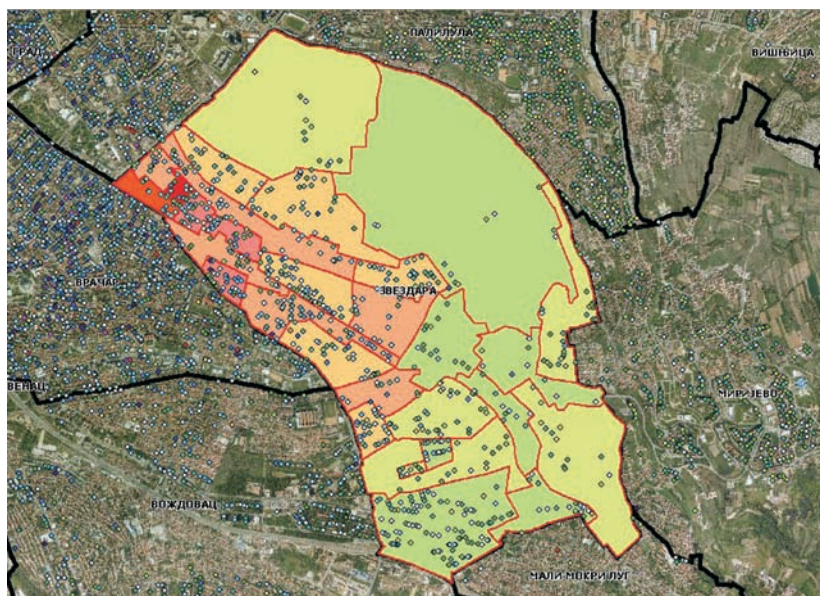 ПАЛИЛУЛА
ГРАД
ВИШЊИЦА
ВРАЧАР
ЗВЕЗДАРА
ВЕНАЦ
МИРИЈЕВО
ВОЖДОВАЦ
МАЛИ МОКРИ ЛУГ